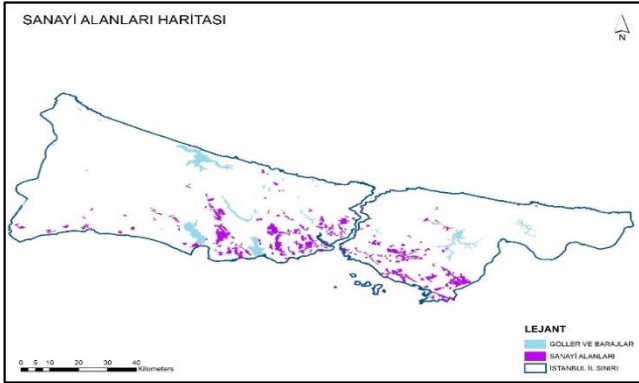 SANAYİ ALANLARI HARİTASI
N
LEJANT
GÖLLER VE BARAJLAR
SANAYİ ALANLARI
İSTANBUL İL SINIRI
0 5 10 20 30 40
Kilometers